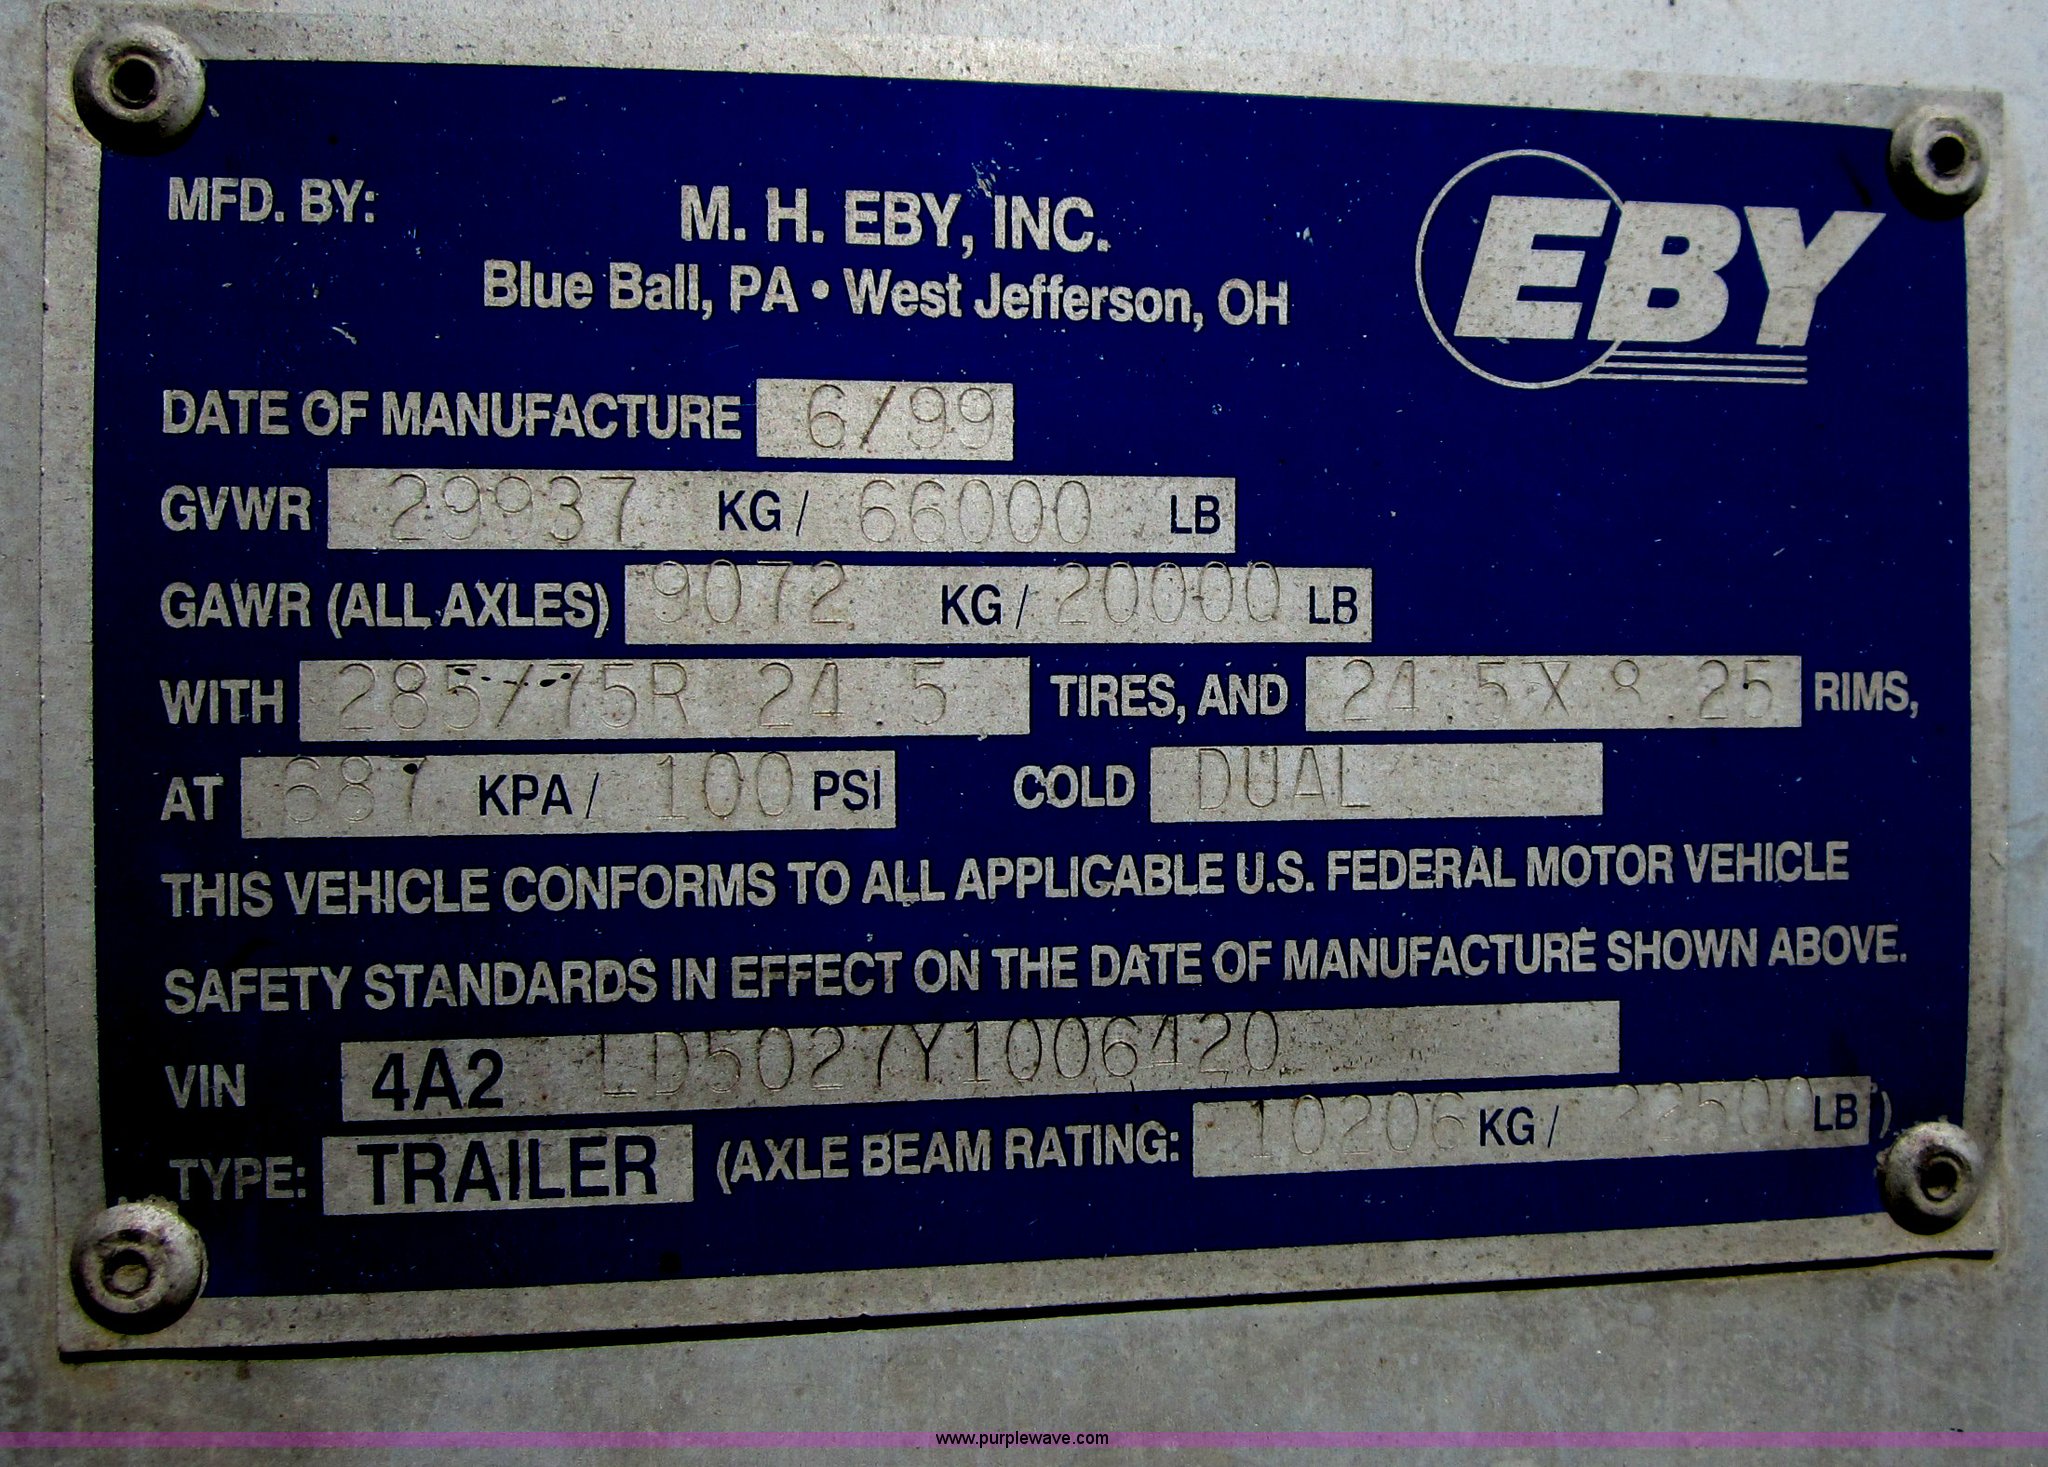 MFD. BY:
M. H. EBY, INC.
Blue Ball, PA • West Jefferson, OH
EBY
DATE OF MANUFACTURE 6/99
GVWR 29937 KG/ 66000 LB
GAWR (ALL AXLES) 9072 KG/ 20000 LB
WITH 285/75R 24.5 TIRES, AND 24.5X8.25 RIMS,
AT 687 KPA/ 100 PSI COLD DUAL
THIS VEHICLE CONFORMS TO ALL APPLICABLE U.S. FEDERAL MOTOR VEHICLE
SAFETY STANDARDS IN EFFECT ON THE DATE OF MANUFACTURE SHOWN ABOVE.
VIN 4A2 LD5027Y1006420
TYPE: TRAILER (AXLE BEAM RATING: 10206 KG/ 22500 LB)
www.purplewave.com